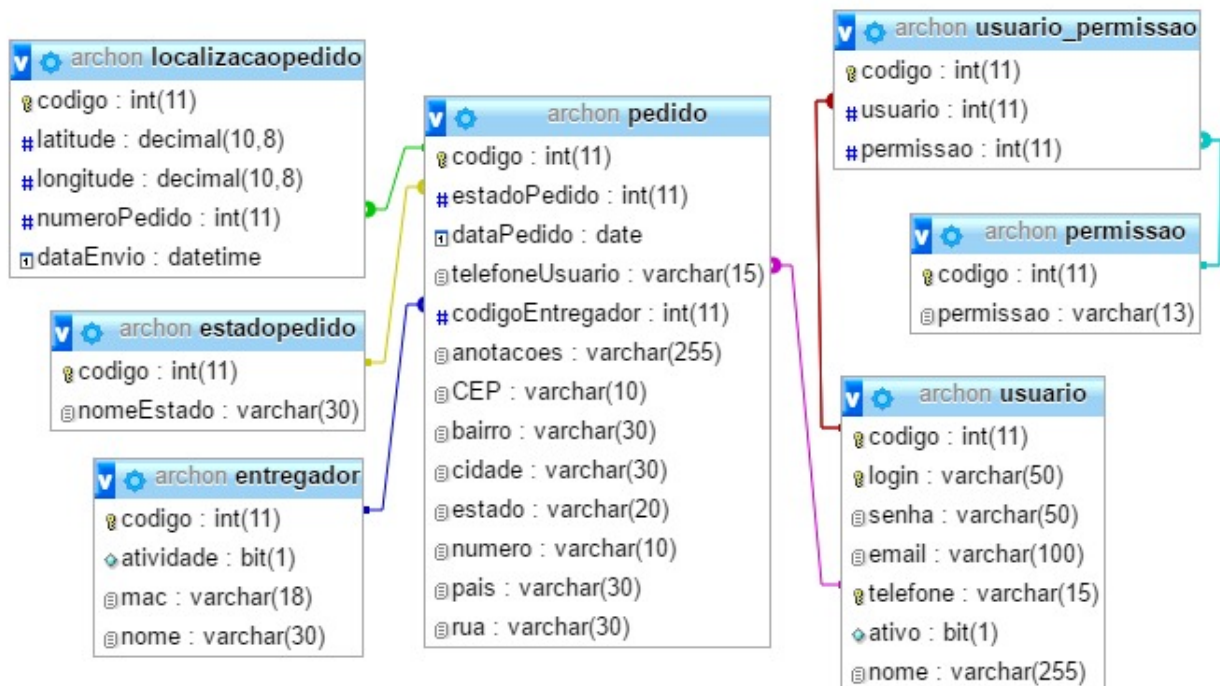 archon localizacaopedido
codigo : int(11)
latitude : decimal(10,8)
longitude : decimal(10,8)
numeroPedido : int(11)
dataEnvio : datetime
archon estadopedido
codigo : int(11)
nomeEstado : varchar(30)
archon entregador
codigo : int(11)
atividade : bit(1)
mac : varchar(18)
nome : varchar(30)
archon pedido
codigo : int(11)
estadoPedido : int(11)
dataPedido : date
telefoneUsuario : varchar(15)
codigoEntregador : int(11)
anotacoes : varchar(255)
CEP : varchar(10)
bairro : varchar(30)
cidade : varchar(30)
estado : varchar(20)
numero : varchar(10)
pais : varchar(30)
rua : varchar(30)
archon usuario_permissao
codigo : int(11)
usuario : int(11)
permissao : int(11)
archon permissao
codigo : int(11)
permissao : varchar(13)
archon usuario
codigo : int(11)
login : varchar(50)
senha : varchar(50)
email : varchar(100)
telefone : varchar(15)
ativo : bit(1)
nome : varchar(255)